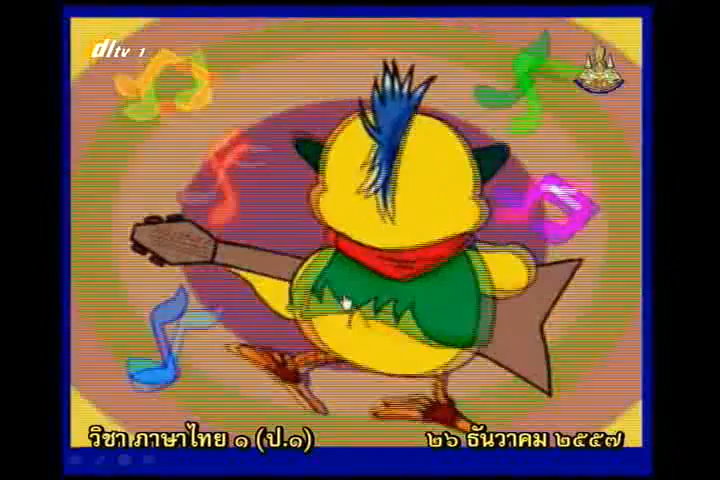 dltv 1
วิชา ภาษาไทย ๑ (ป.๑)
๒๖ ธันวาคม ๒๕๕๗